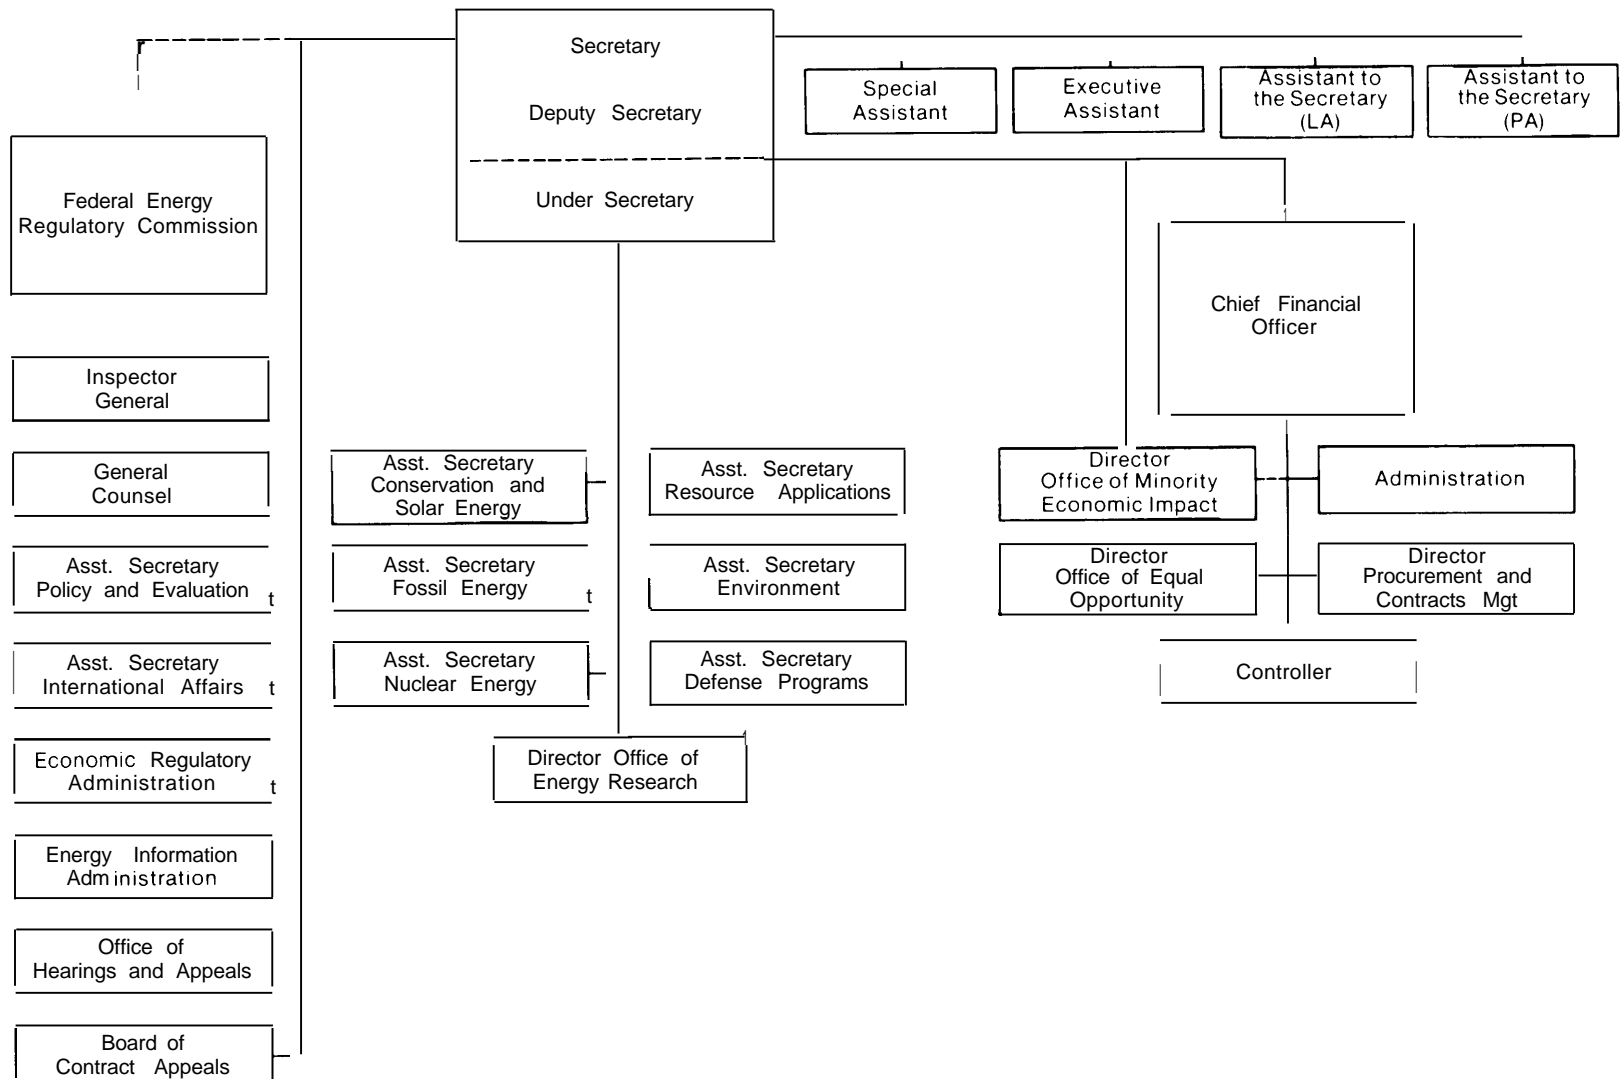 Secretary
Deputy Secretary
Under Secretary
Special
Assistant
Executive
Assistant
Assistant to
the Secretary
(LA)
Assistant to
the Secretary
(PA)
Federal Energy
Regulatory Commission
Chief Financial
Officer
Inspector
General
General
Counsel
Asst. Secretary
Policy and Evaluation t
Asst. Secretary
International Affairs t
Economic Regulatory
Administration t
Energy Information
Administration
Office of
Hearings and Appeals
Board of
Contract Appeals
Asst. Secretary
Conservation and
Solar Energy
Asst. Secretary
Resource Applications
Asst. Secretary
Fossil Energy t
Asst. Secretary
Environment
Asst. Secretary
Nuclear Energy
Asst. Secretary
Defense Programs
Director Office of
Energy Research
Director
Office of Minority
Economic Impact
Administration
Director
Office of Equal
Opportunity
Director
Procurement and
Contracts Mgt
Controller